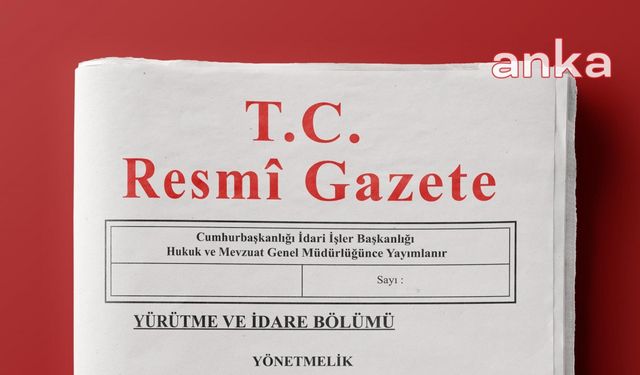 anka
T.C.
Resmî Gazete
Cumhurbaşkanlığı İdari İşler Başkanlığı
Hukuk ve Mevzuat Genel Müdürlüğünce Yayımlanır
Sayı :
YÜRÜTME VE İDARE BÖLÜMÜ
YÖNETMELİK